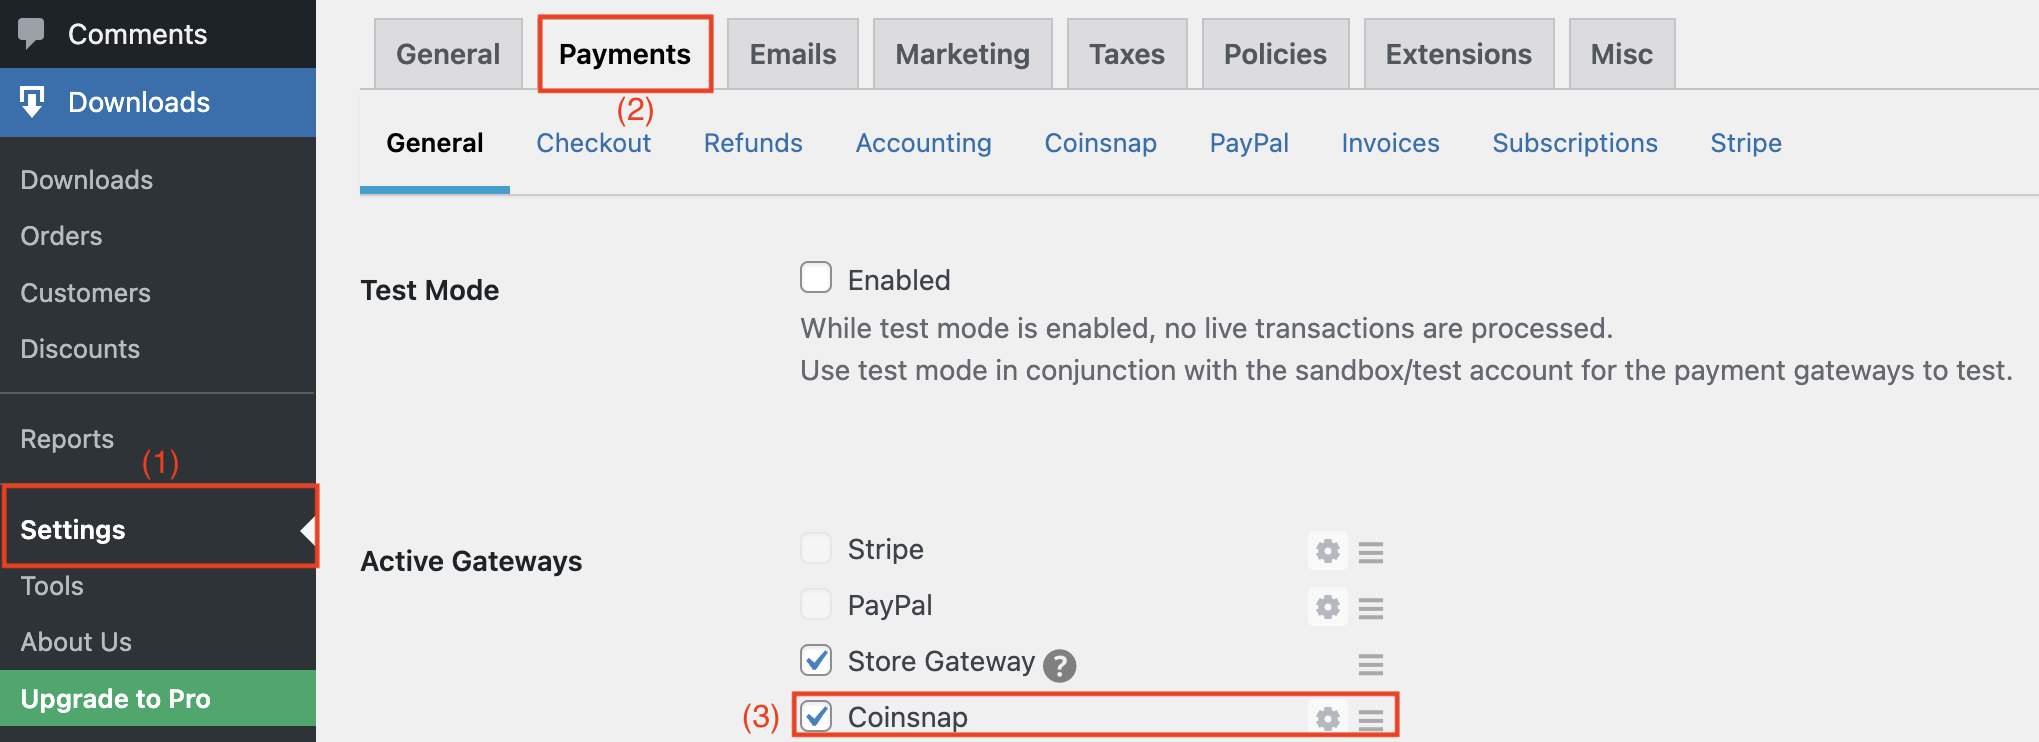 Comments
Downloads
Downloads
Orders
Customers
Discounts
Reports
(1)
Settings
Tools
About Us
Upgrade to Pro
General Payments Emails Marketing Taxes Policies Extensions Misc
(2)
General Checkout Refunds Accounting Coinsnap PayPal Invoices Subscriptions Stripe
Test Mode
Enabled
While test mode is enabled, no live transactions are processed.
Use test mode in conjunction with the sandbox/test account for the payment gateways to test.
Active Gateways
Stripe
PayPal
Store Gateway ?
(3) Coinsnap